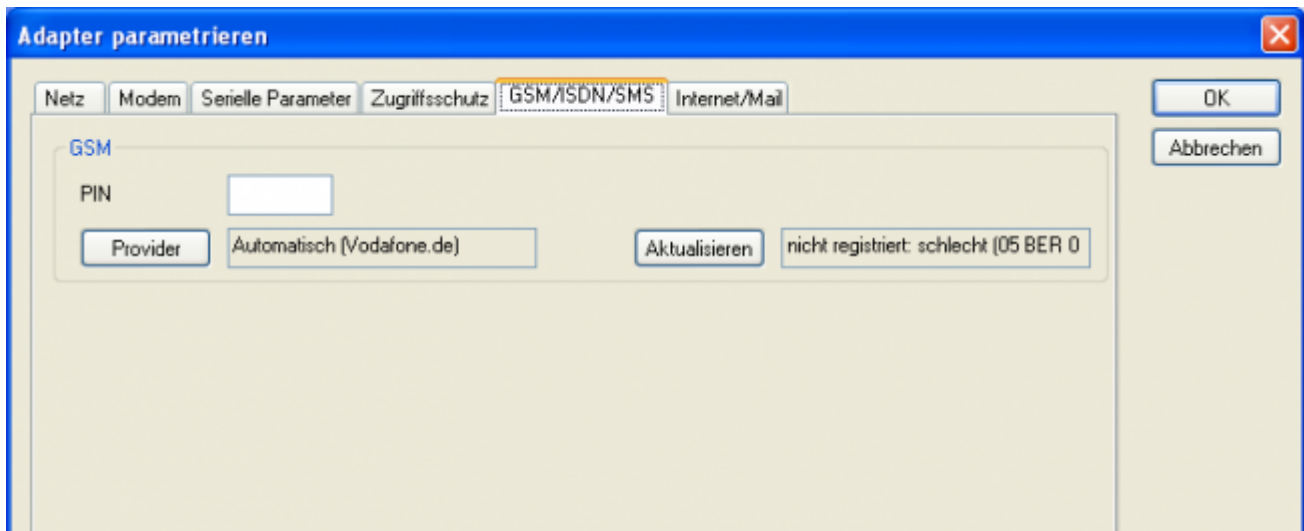 Adapter parametrieren
Netz Modem Serielle Parameter Zugriffsschutz GSM/ISDN/SMS Internet/Mail
OK
Abbrechen
GSM
PIN
Provider Automatisch (Vodafone.de) Aktualisieren nicht registriert: schlecht (05 BER 0